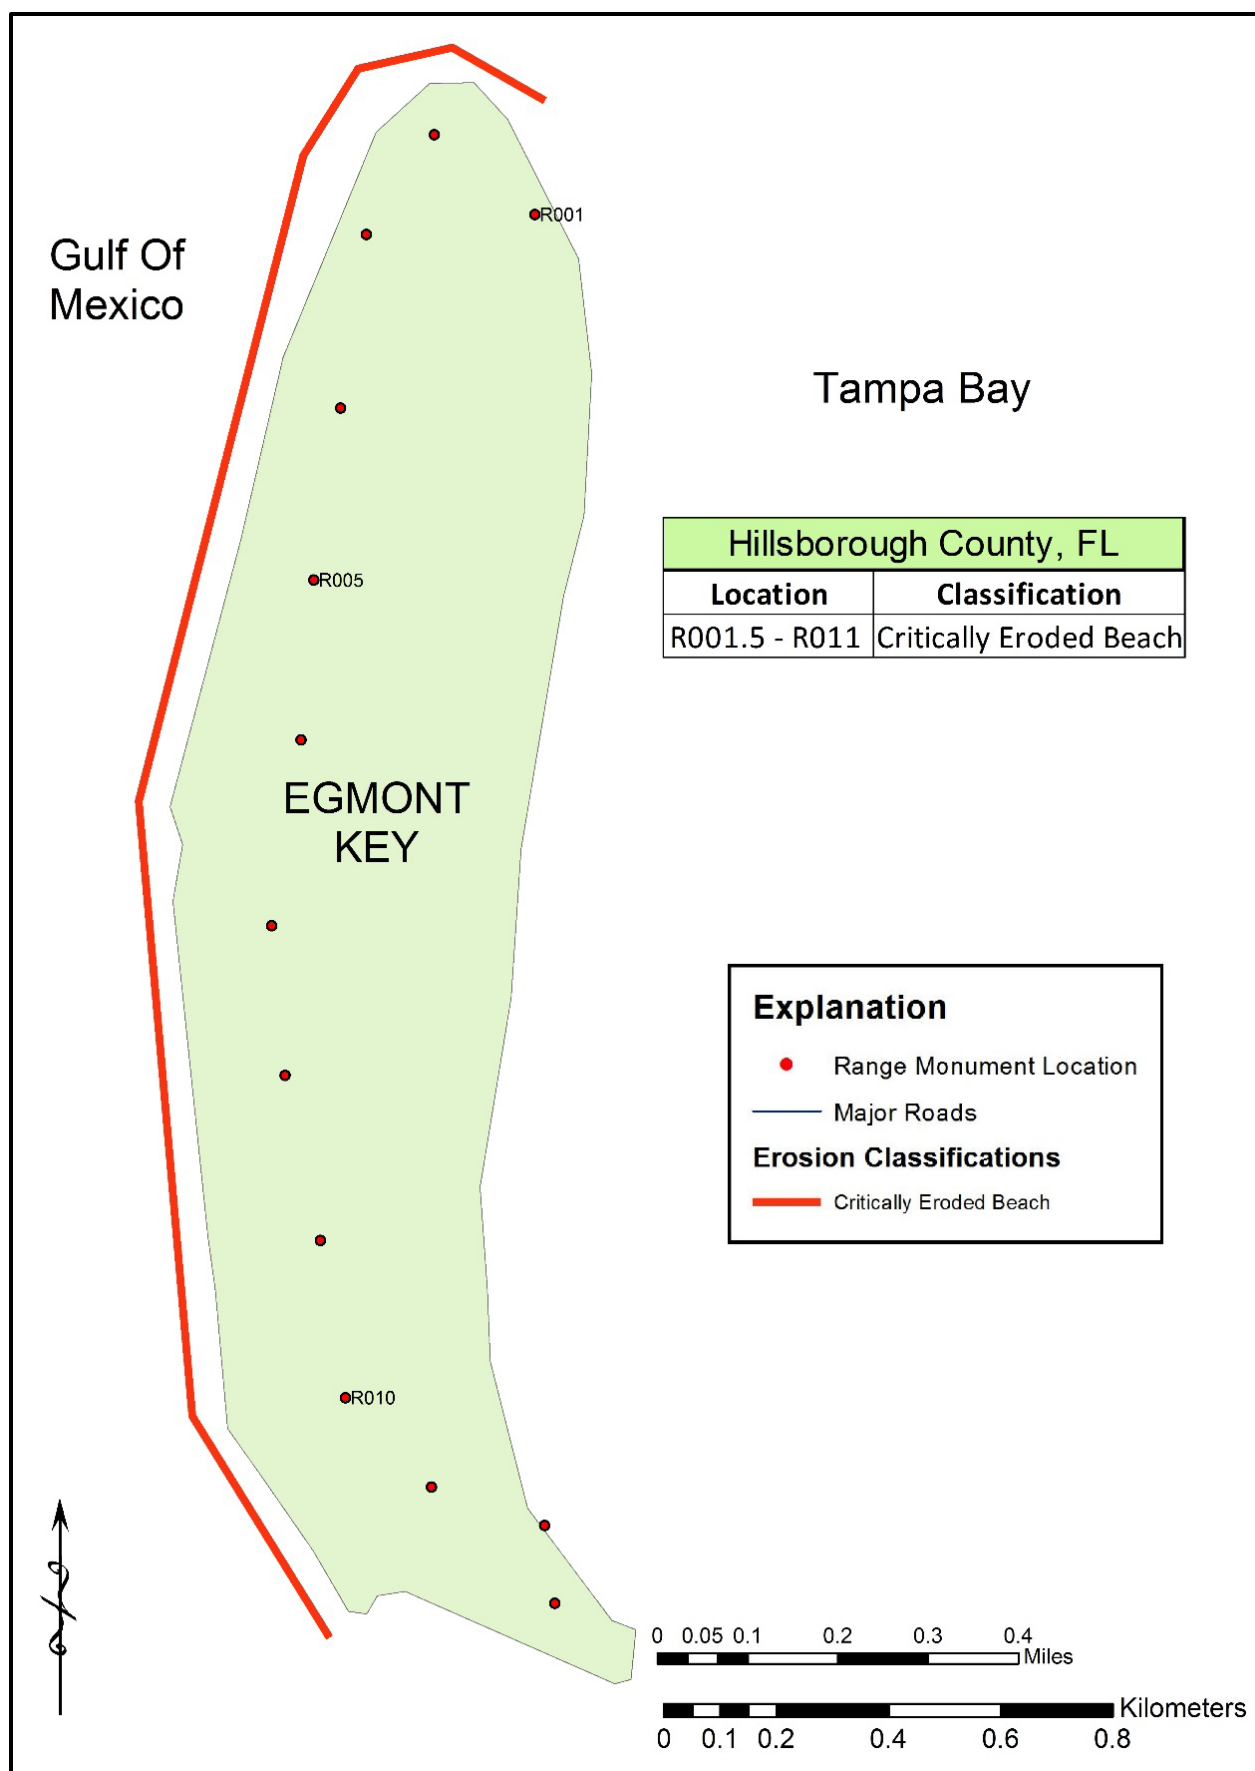 R001
Gulf Of
Mexico
Tampa Bay
Hillsborough County, FL
Location Classification
R001.5 - R011 Critically Eroded Beach
R005
EGMONT
KEY
Explanation
Range Monument Location
Major Roads
Erosion Classifications
Critically Eroded Beach
R010
0 0.05 0.1 0.2 0.3 0.4
Miles
Kilometers
0 0.1 0.2 0.4 0.6 0.8